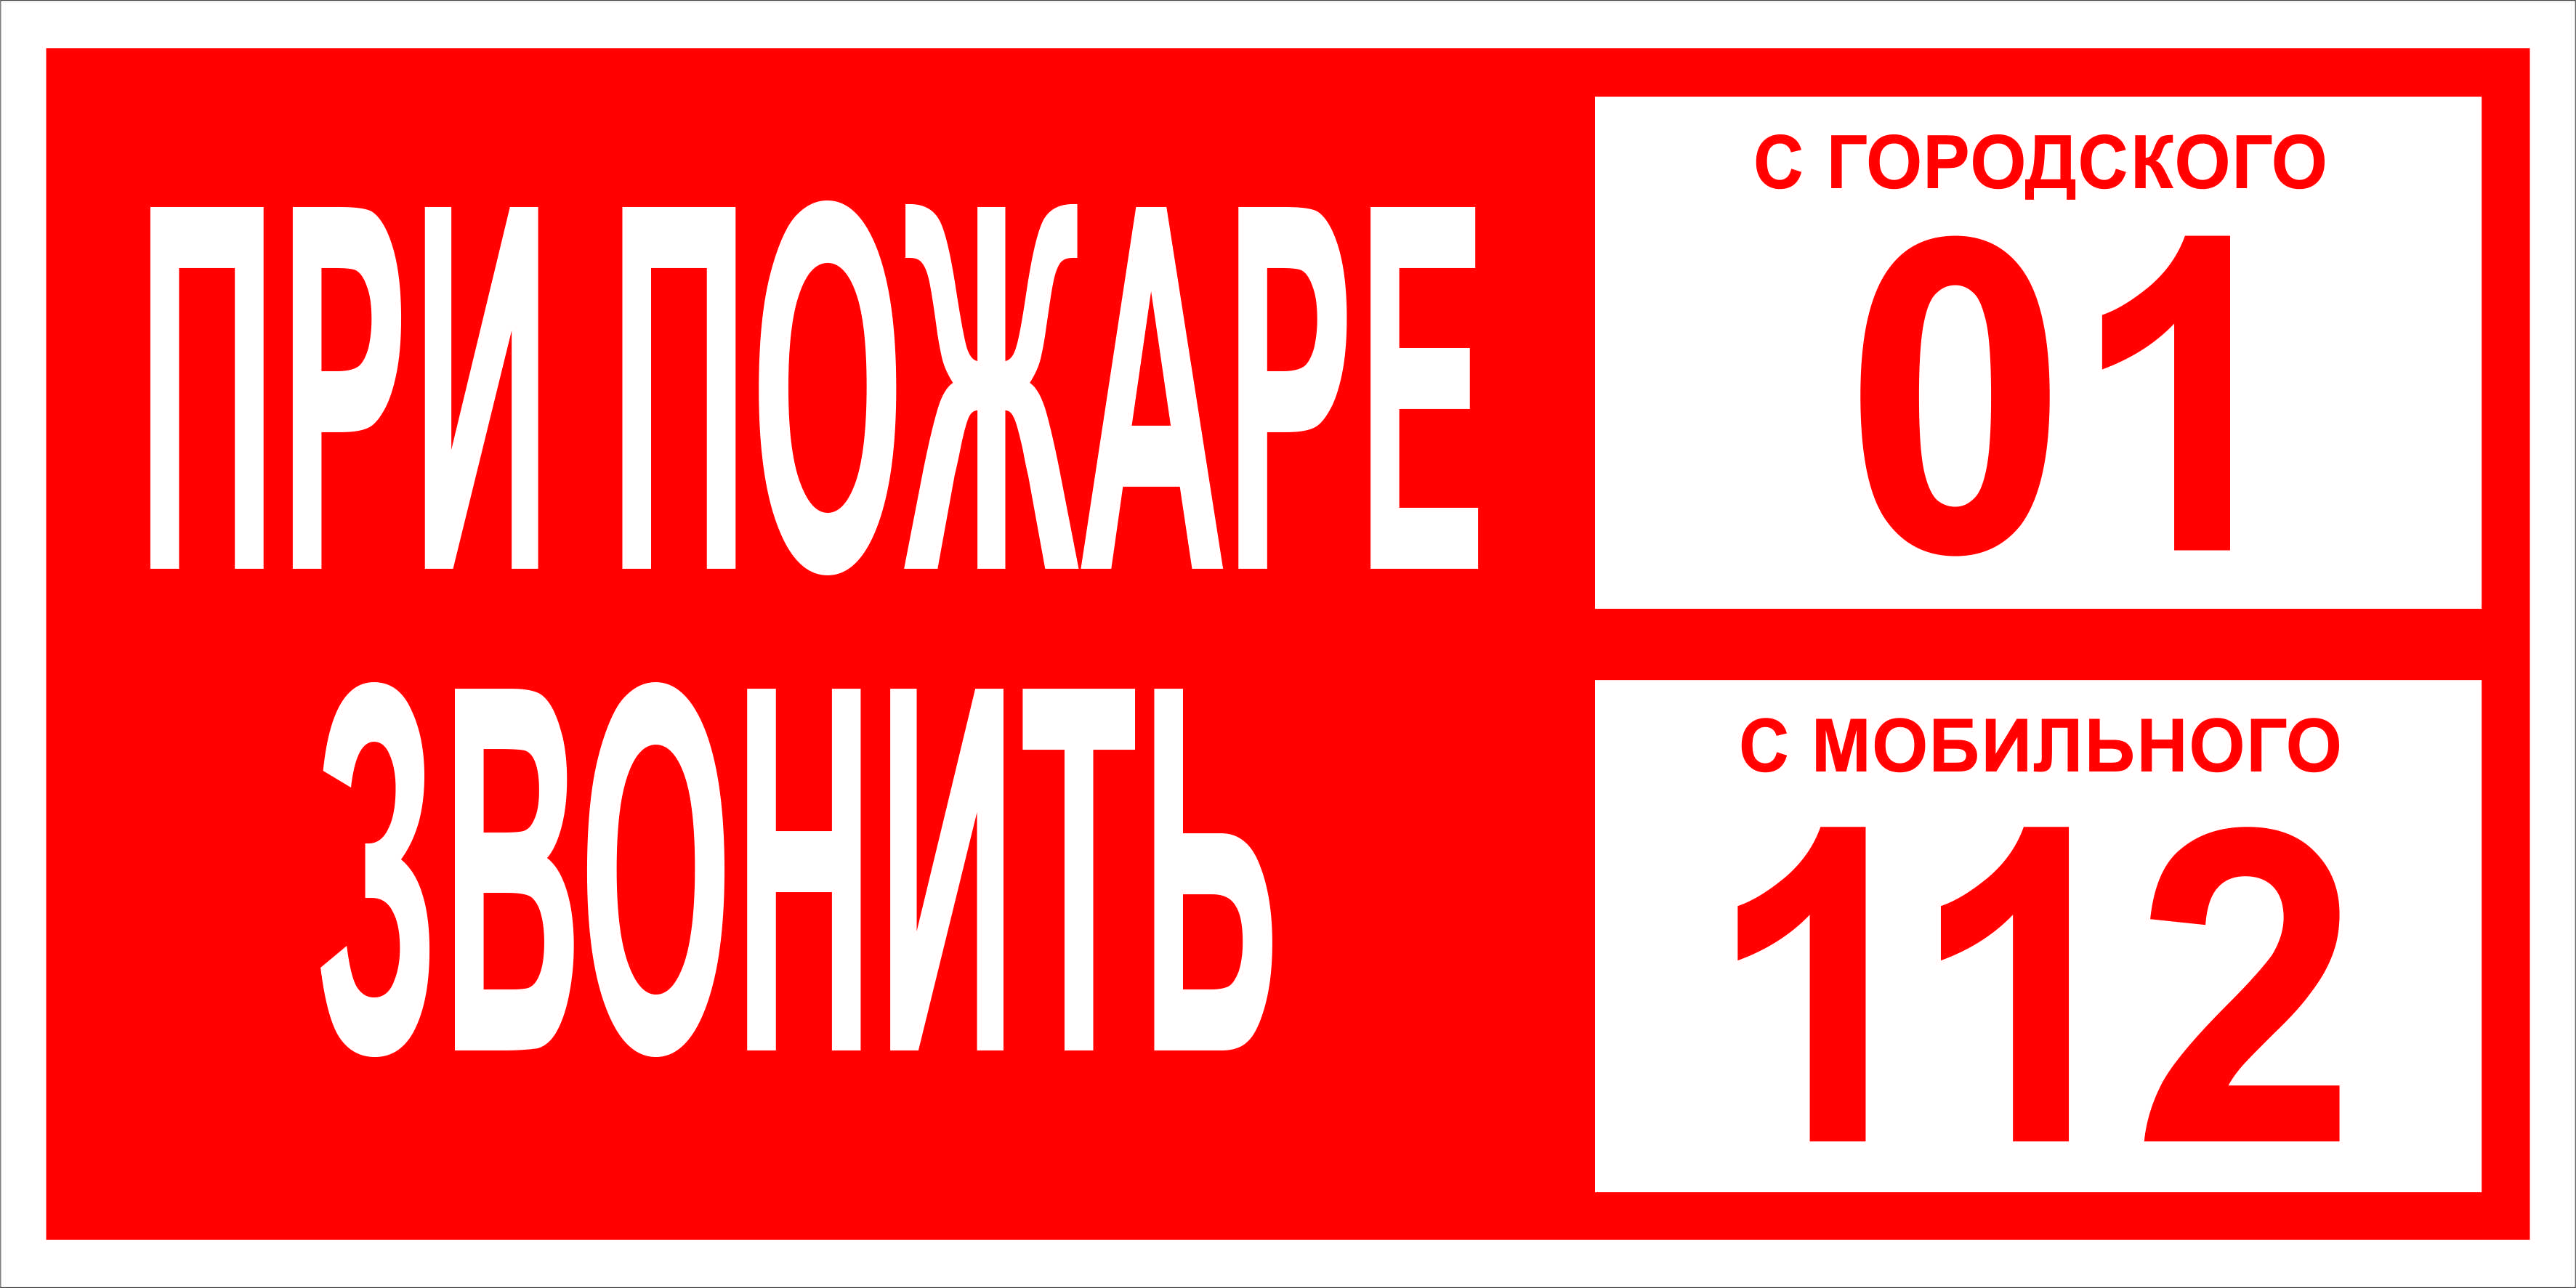 ПРИ ПОЖАРЕ
ЗВОНИТЬ
С ГОРОДСКОГО
01
С МОБИЛЬНОГО
112